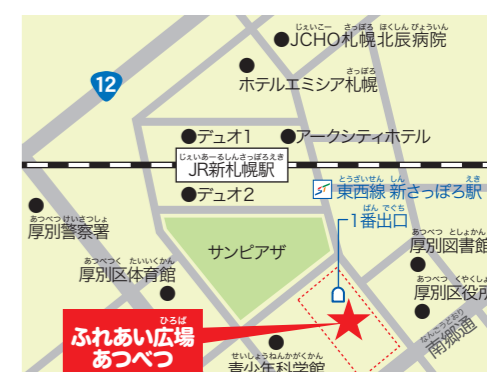 じぇいこー さっぽろ ほくしん びょういん
●JCHO札幌北辰病院
さっぽろ
ホテルエミシア札幌
12
●デュオ1
●アークシティホテル
じぇいあーるしんさっぽろえき
JR新札幌駅
●デュオ2
とうざいせん しん えき
ST 東西線 新さっぽろ駅
ばん でぐち
1番出口
あつべつ けいさつしょ
厚別警察署
サンピアザ
あつべつ としょかん
厚別図書館
あつべつく たいいくかん
厚別区体育館
あつべつ くやくしょ
厚別区役所
なんごうどおり
南郷通
ひろば
ふれあい広場
あつべつ
せいしょうねんかがくかん
青少年科学館